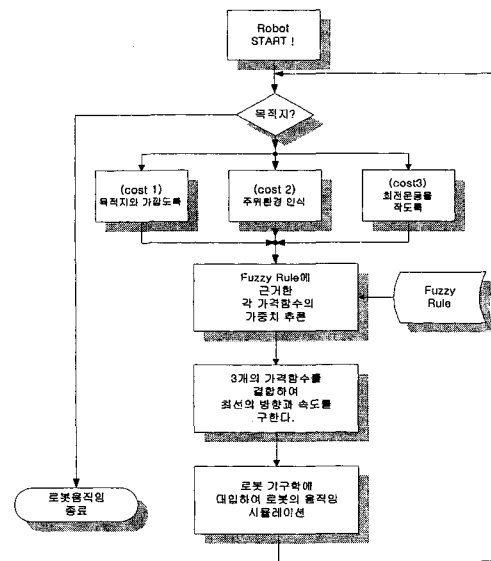 Robot
START !
목적지?
(cost 1)
목적지와 가깝도록
(cost 2)
주위환경 인식
(cost3)
회전운동을
작도록
Fuzzy Rule에
근거한
각 가격함수의
가중치 추론
Fuzzy
Rule
3개의 가격함수를
결합하여
최선의 방향과 속도를
구한다.
로봇 기구학에
대입하여 로봇의 움직임
시뮬레이션
로봇움직임
종료